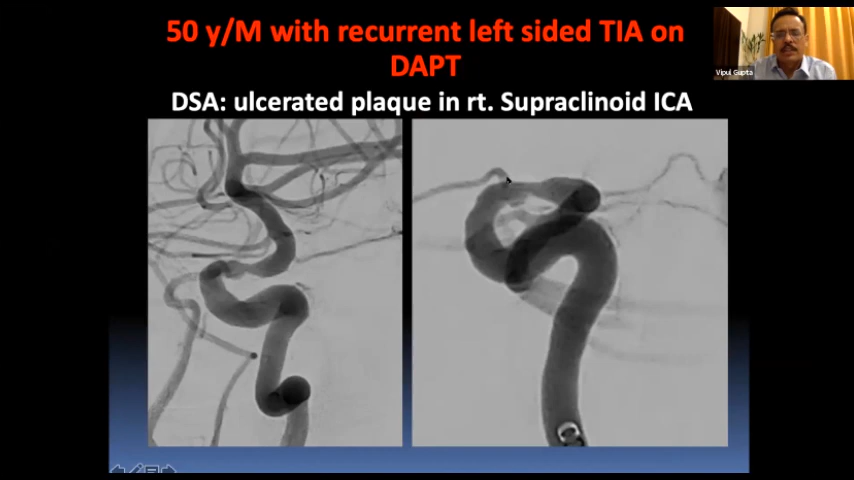 50 y/M with recurrent left sided TIA on
DAPT
DSA: ulcerated plaque in rt. Supraclinoid ICA
Vipul Gupta